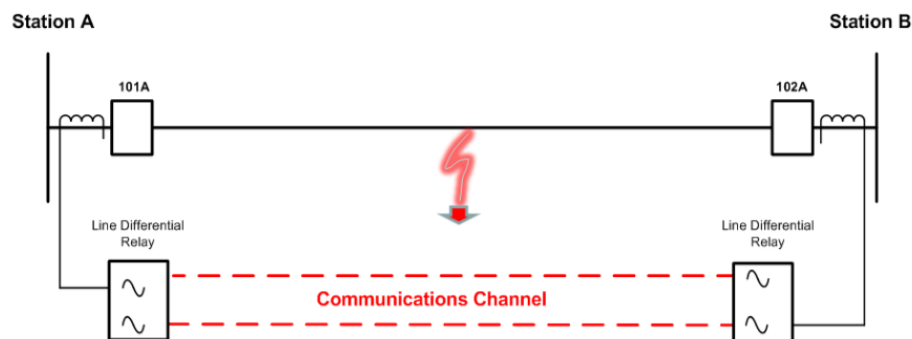 Station A
Station B
101A
102A
Line Differential
Relay
Line Differential
Relay
Communications Channel